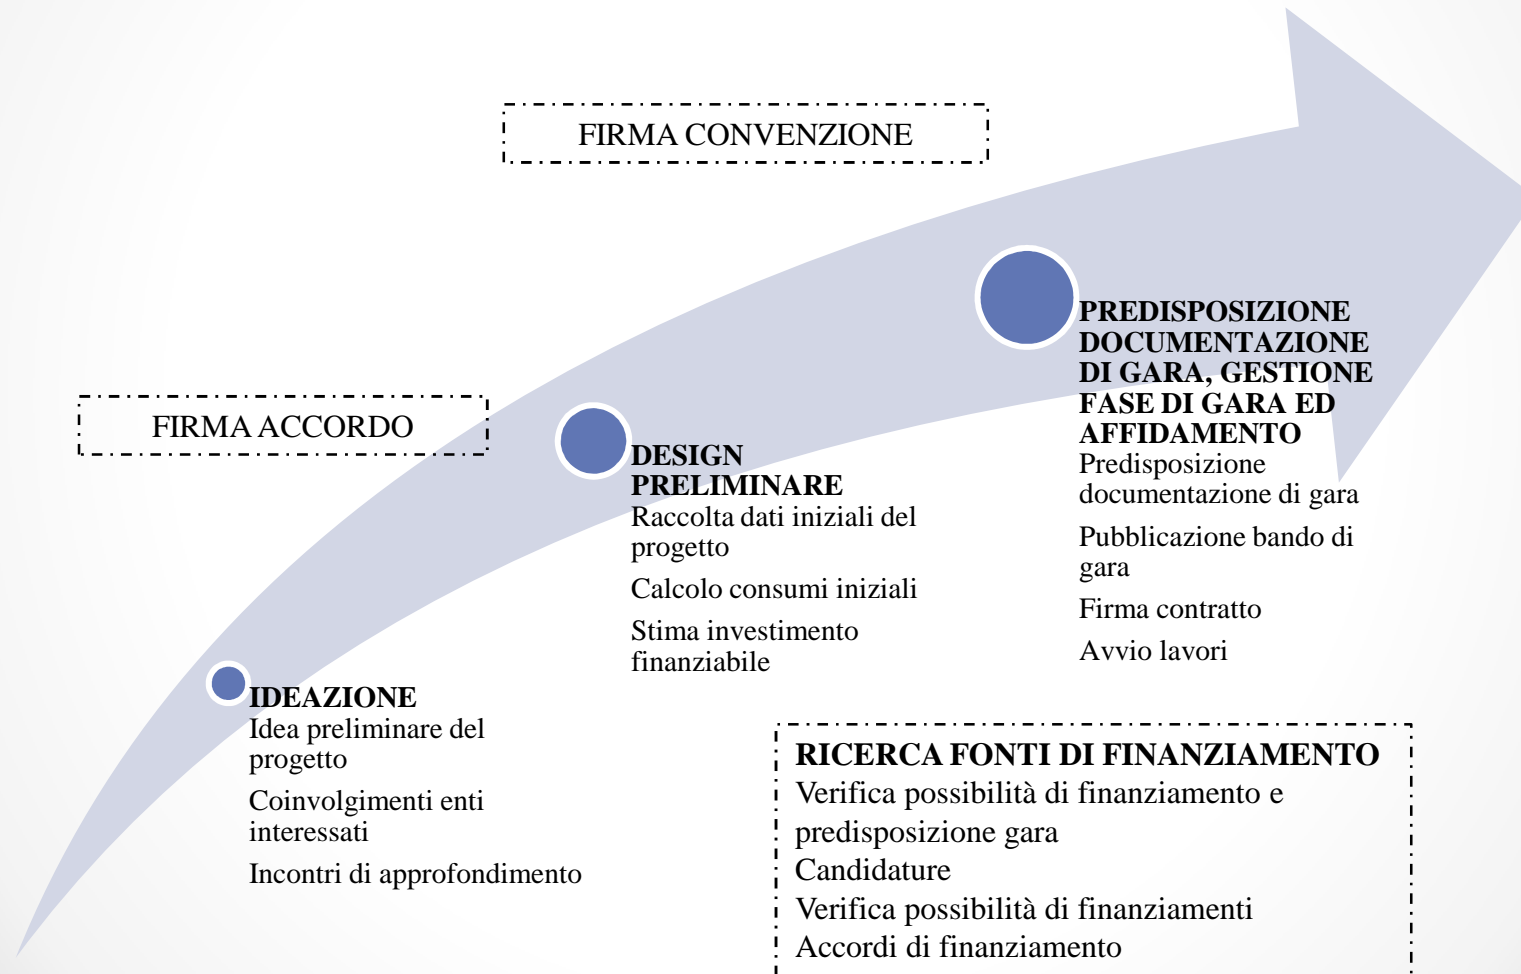 FIRMA CONVENZIONE
FIRMA ACCORDO
IDEAZIONE
Idea preliminare del
progetto
Coinvolgimenti enti
interessati
Incontri di approfondimento
DESIGN
PRELIMINARE
Raccolta dati iniziali del
progetto
Calcolo consumi iniziali
Stima investimento
finanziabile
PREDISPOSIZIONE
DOCUMENTAZIONE
DI GARA, GESTIONE
FASE DI GARA ED
AFFIDAMENTO
Predisposizione
documentazione di gara
Pubblicazione bando di
gara
Firma contratto
Avvio lavori
RICERCA FONTI DI FINANZIAMENTO
Verifica possibilità di finanziamento e
predisposizione gara
Candidature
Verifica possibilità di finanziamenti
Accordi di finanziamento